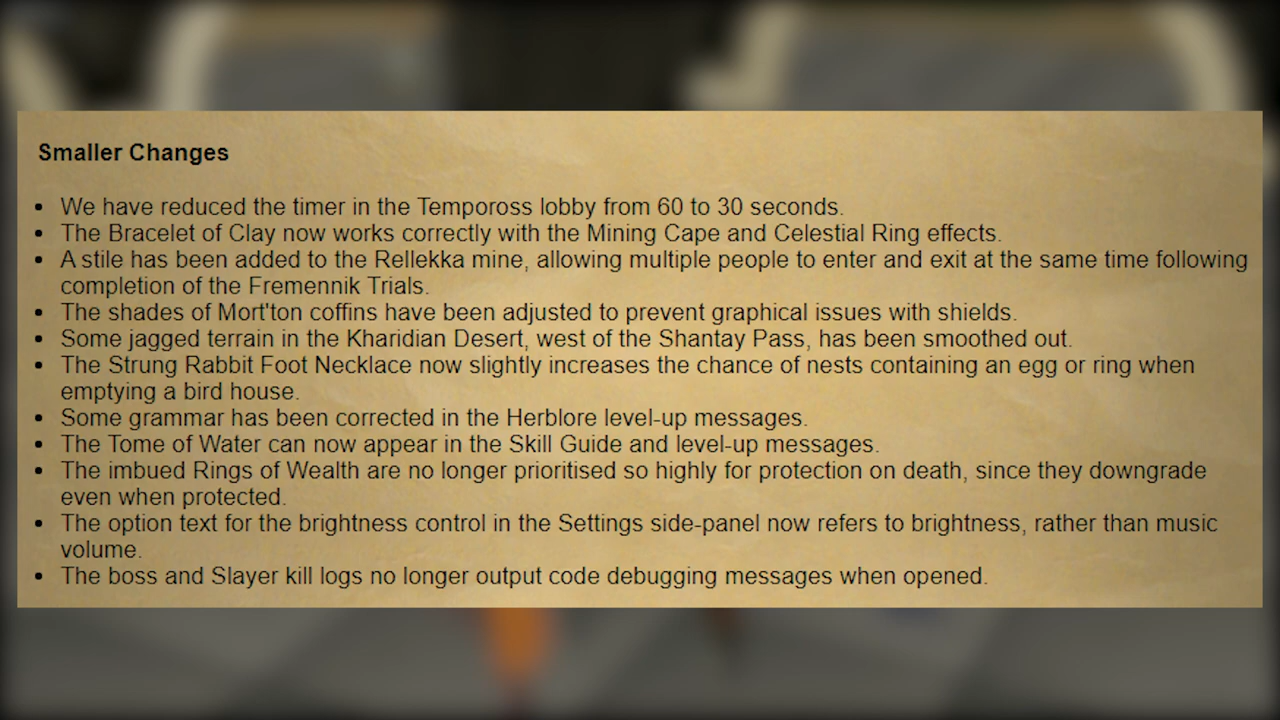 Smaller Changes
• We have reduced the timer in the Tempoross lobby from 60 to 30 seconds.
• The Bracelet of Clay now works correctly with the Mining Cape and Celestial Ring effects.
• A stile has been added to the Rellekka mine, allowing multiple people to enter and exit at the same time following
completion of the Fremennik Trials.
• The shades of Mort'ton coffins have been adjusted to prevent graphical issues with shields.
• Some jagged terrain in the Kharidian Desert, west of the Shantay Pass, has been smoothed out.
• The Strung Rabbit Foot Necklace now slightly increases the chance of nests containing an egg or ring when
emptying a bird house.
• Some grammar has been corrected in the Herblore level-up messages.
• The Tome of Water can now appear in the Skill Guide and level-up messages.
• The imbued Rings of Wealth are no longer prioritised so highly for protection on death, since they downgrade
even when protected.
• The option text for the brightness control in the Settings side-panel now refers to brightness, rather than music
volume.
• The boss and Slayer kill logs no longer output code debugging messages when opened.